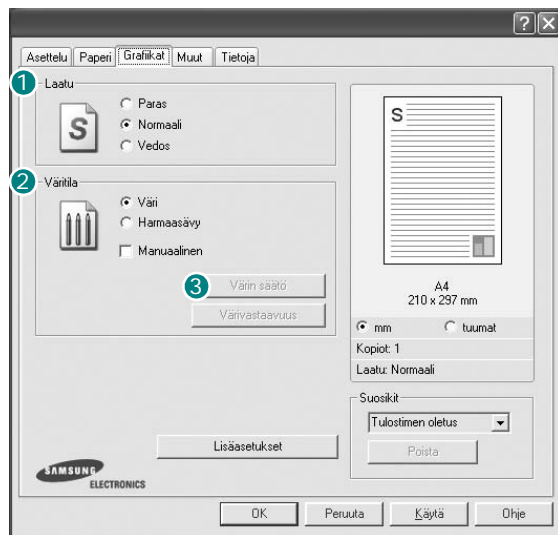 Asettelu Paperi Grafiikat Muut Tietoja
1 Laatu
S
Paras
Normaali
Vedos
2 Väritila
Väri
Harmaasävy
Manuaalinen
3 Värin säätö
Värivastaavuus
S
A4
210 x 297 mm
mm tuumat
Kopiot: 1
Laatu: Normaali
Suosikit
Tulostimen oletus
Poista
Lisäasetukset
SAMSUNG
ELECTRONICS
OK Peruuta Käytä Ohje